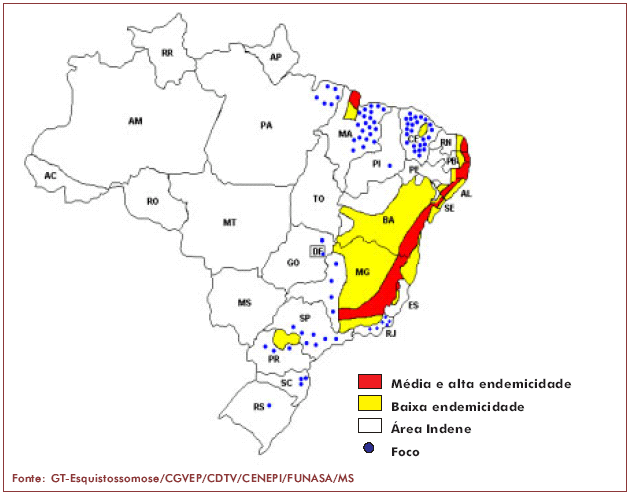 RR
AP
AM
PA
MA
CE
RN
PB
PI
PE
AC
AL
TO
SE
RO
BA
MT
DF
GO
MG
MS
ES
SP
RJ
PR
SC
RS
Média e alta endemicidade
Baixa endemicidade
Área Indene
Foco
Fonte: GT-Esquistossomose/CGVEP/CDTV/CENEPI/FUNASA/MS